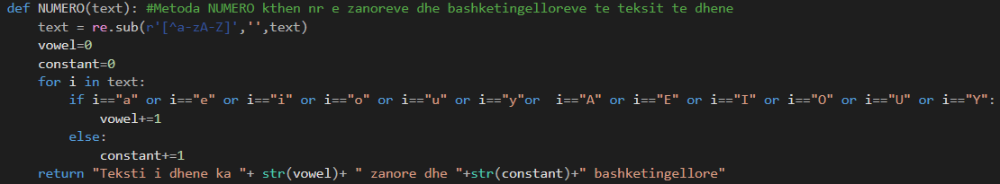 def NUMERO(text): #Metoda NUMERO kthen nr e zanoreve dhe bashketingelloreve te teksit te dhene
    text = re.sub(r'[^a-zA-Z]','',text)
    vowel=0
    constant=0
    for i in text:
        if i=="a" or i=="e" or i=="i" or i=="o" or i=="u" or i=="y"or  i=="A" or i=="E" or i=="I" or i=="O" or i=="U" or i=="Y":
            vowel+=1
        else:
            constant+=1
    return "Teksti i dhene ka "+ str(vowel)+ " zanore dhe "+str(constant)+" bashketingellore"